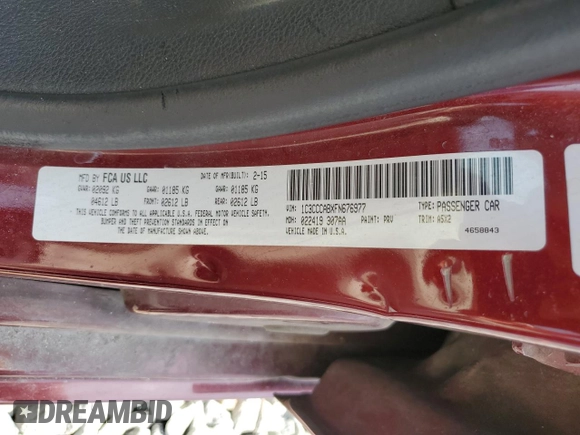 MFD BY FCA US LLC DATE OF MFR(BUILT): 2-15
GVWR: 02092 KG GAWR: 01185 KG GAWR: 01185 KG
04612 LB FRONT: 02612 LB REAR: 02612 LB
* THIS VEHICLE CONFORMS TO ALL APPLICABLE
U.S.A. FEDERAL MOTOR VEHICLE SAFETY,
BUMPER AND THEFT PREVENTION STANDARDS IN EFFECT ON
THE DATE OF MANUFACTURE SHOWN ABOVE.
VIN: 1C3CCCABXFN676977 TYPE: PASSENGER CAR
MDH: 022419 307AA PAINT: PRV TRIM: A5X2
VEHICLE MADE IN U.S.A. 4658843
DREAMBID.com